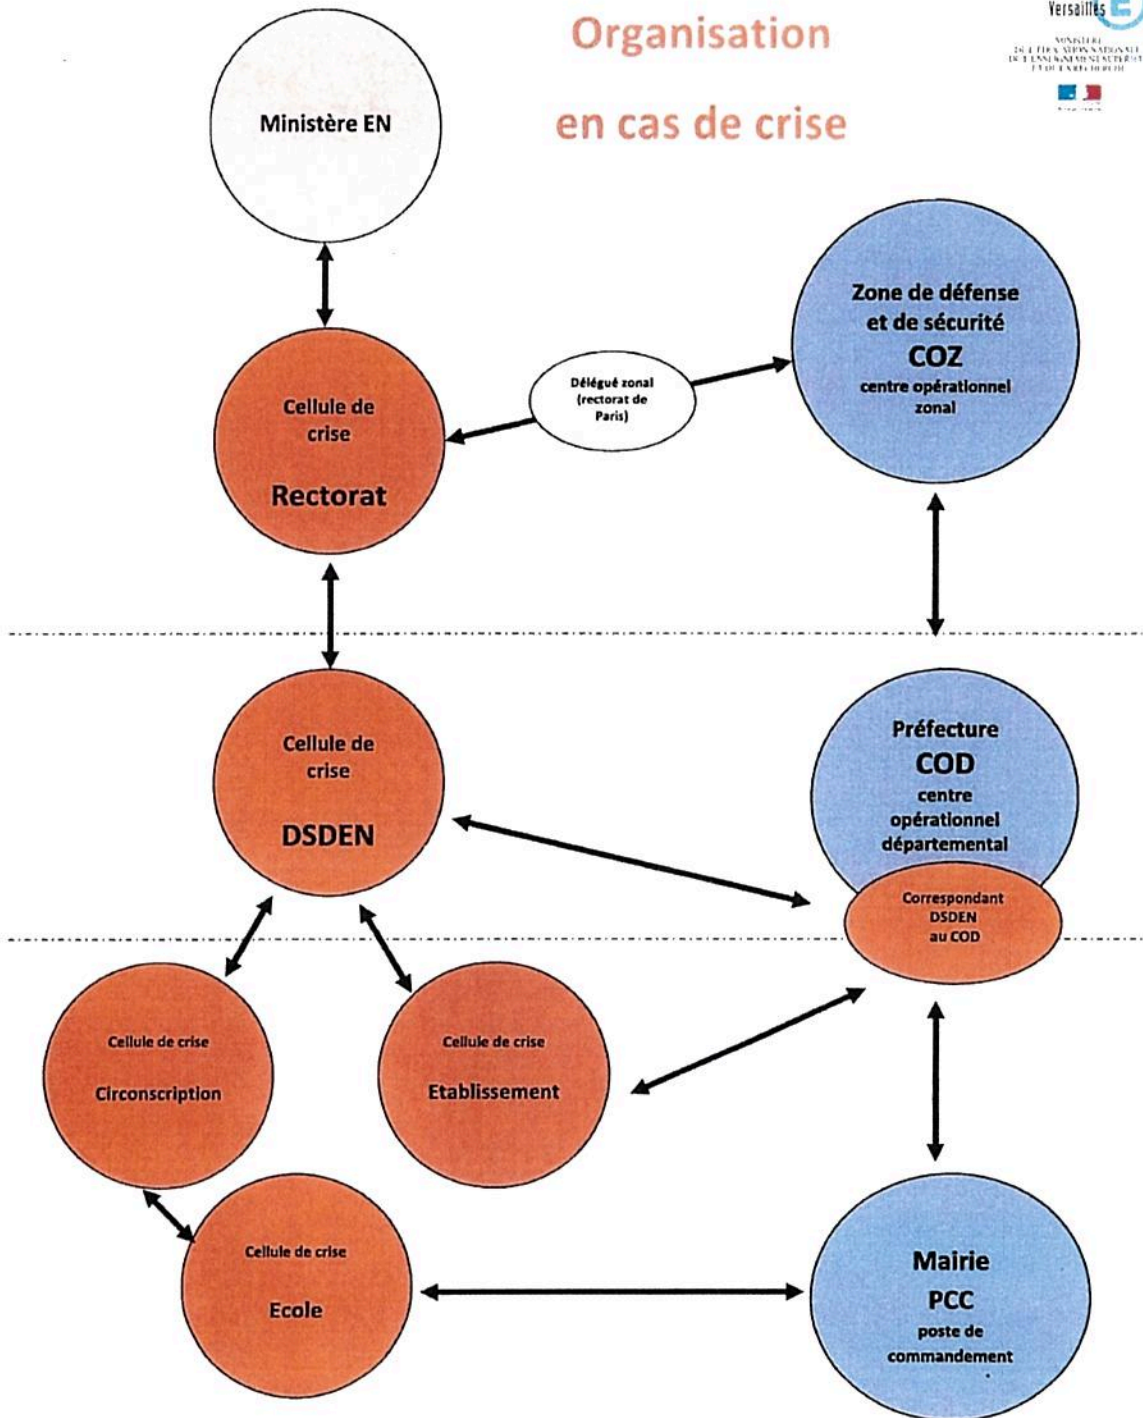 Organisation
en cas de crise
Versailles
E
Ministère EN
Zone de défense
et de sécurité
COZ
centre opérationnel
zonal
Délégué zonal
(rectorat de
Paris)
Cellule de
crise
Rectorat
Cellule de
crise
DSDEN
Préfecture
COD
centre
opérationnel
départemental
Correspondant
DSDEN
au COD
Cellule de crise
Circonscription
Cellule de crise
Etablissement
Cellule de crise
Ecole
Mairie
PCC
poste de
commandement